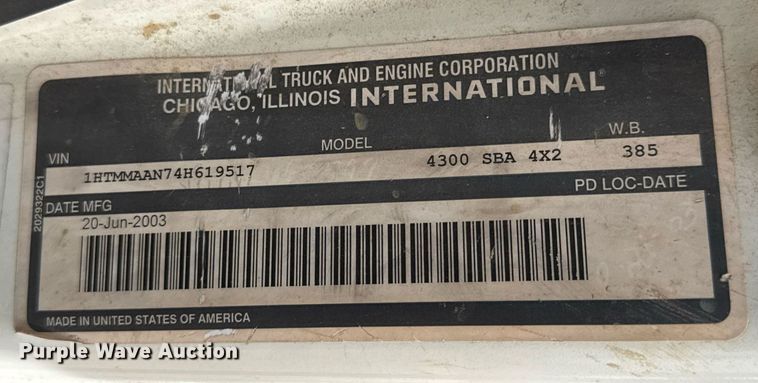 INTERNATIONAL TRUCK AND ENGINE CORPORATION
CHICAGO, ILLINOIS INTERNATIONAL®
VIN MODEL W.B.
1HTMMAAN74H619517 4300 SBA 4X2 385
DATE MFG PD LOC-DATE
20-Jun-2003
2029322C1
MADE IN UNITED STATES OF AMERICA
Purple Wave Auction